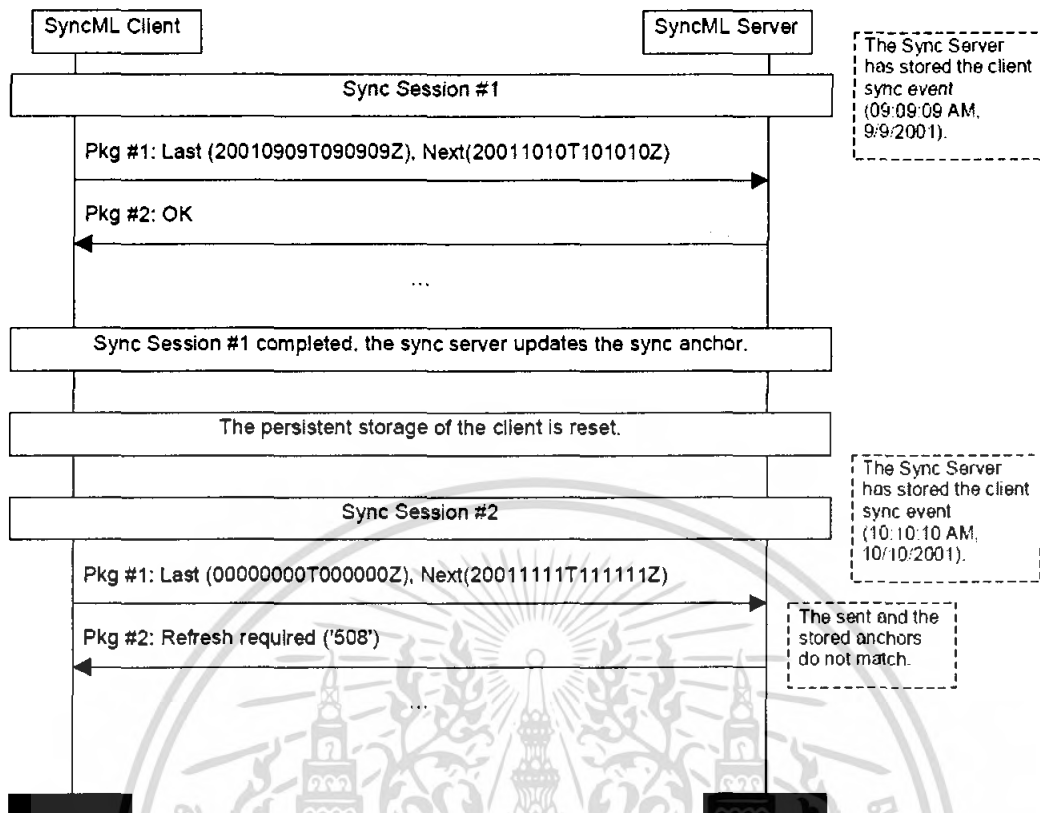 SyncML Client
SyncML Server
The Sync Server
has stored the client
sync event
(09:09:09 AM,
9/9/2001).
Sync Session #1
Pkg #1: Last (20010909T090909Z), Next(20011010T101010Z)
Pkg #2: OK
...
Sync Session #1 completed, the sync server updates the sync anchor.
The persistent storage of the client is reset.
The Sync Server
has stored the client
sync event
(10:10:10 AM,
10/10/2001).
Sync Session #2
Pkg #1: Last (00000000T000000Z), Next(20011111T111111Z)
The sent and the
stored anchors
do not match.
Pkg #2: Refresh required ('508')
...